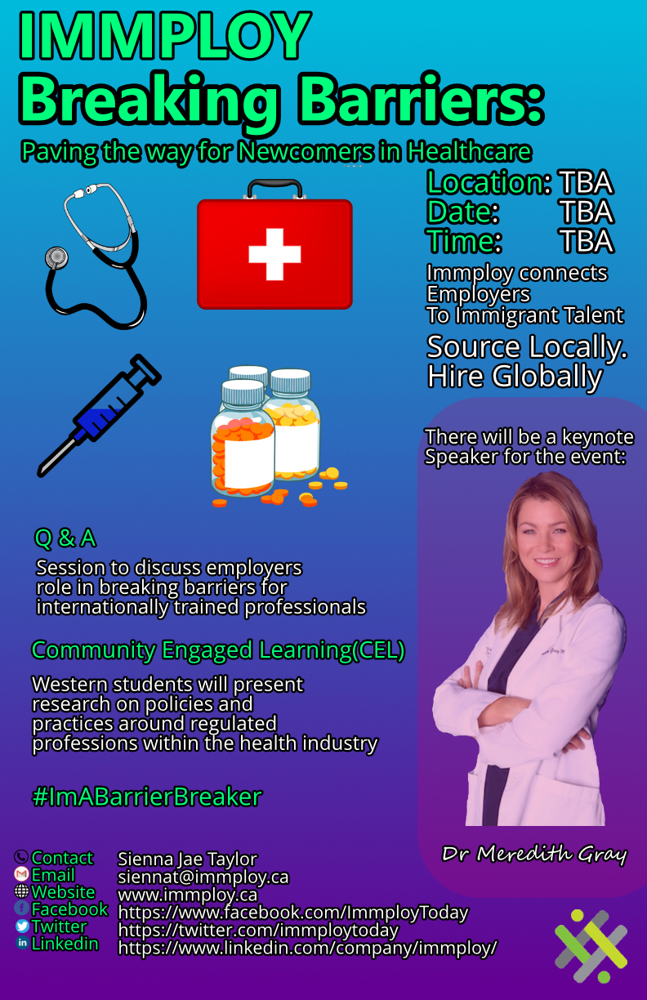 IMMPLOY
Breaking Barriers:
Paving the way for Newcomers in Healthcare
Location: TBA
Date: TBA
Time: TBA
Immploy connects
Employers
To Immigrant Talent
Source Locally.
Hire Globally
There will be a keynote
Speaker for the event:
Q & A
Session to discuss employers
role in breaking barriers for
internationally trained professionals
Community Engaged Learning(CEL)
Western students will present
research on policies and
practices around regulated
professions within the health industry
#ImABarrierBreaker
Dr Meredith Gray
Contact Sienna Jae Taylor
Email siennat@immploy.ca
Website www.immploy.ca
Facebook https://www.facebook.com/ImmployToday
Twitter https://twitter.com/immploytoday
Linkedin https://www.linkedin.com/company/immploy/